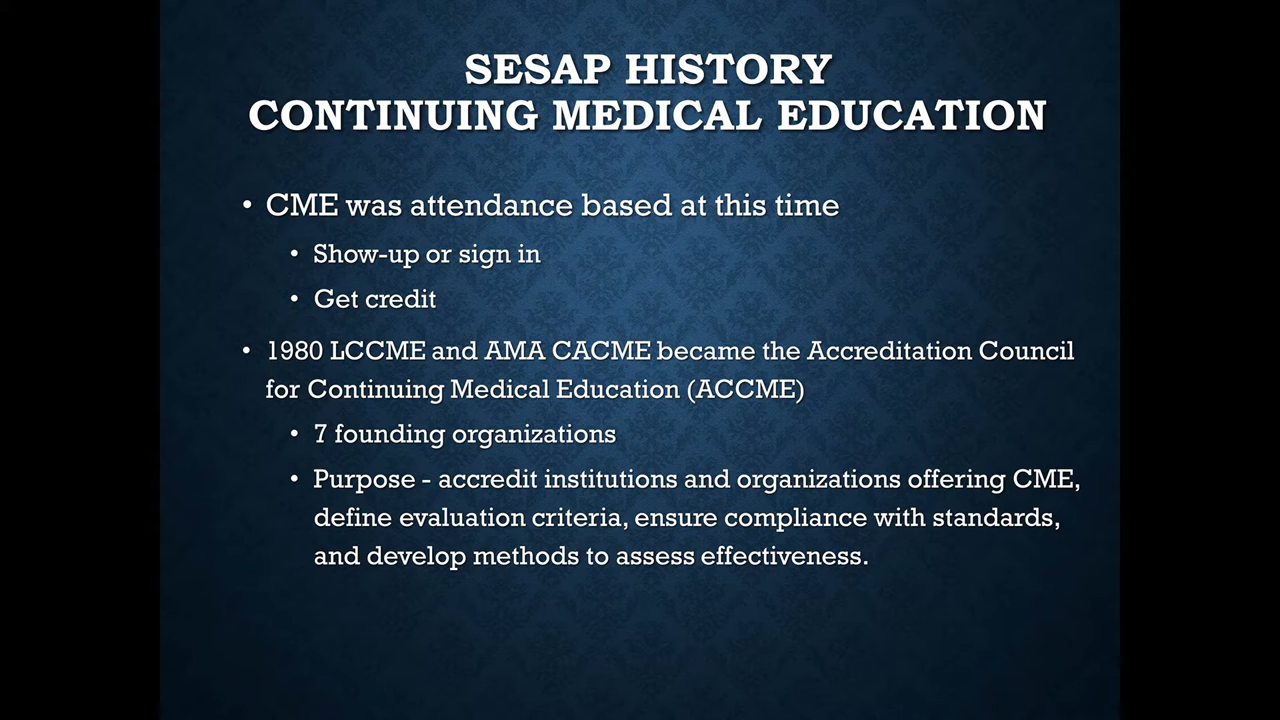 SESAP HISTORY
CONTINUING MEDICAL EDUCATION
• CME was attendance based at this time
• Show-up or sign in
• Get credit
• 1980 LCCME and AMA CACME became the Accreditation Council
for Continuing Medical Education (ACCME)
• 7 founding organizations
• Purpose - accredit institutions and organizations offering CME,
define evaluation criteria, ensure compliance with standards,
and develop methods to assess effectiveness.